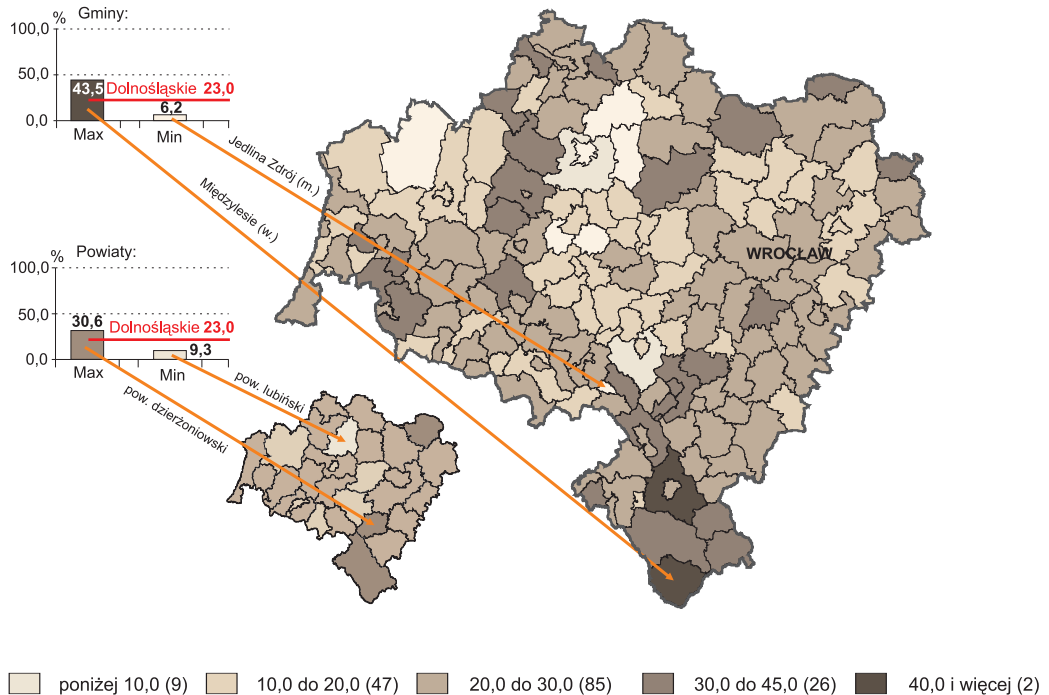 % Gminy:
100,0
50,0
0,0
43,5
Dolnośląskie 23,0
6,2
Max Min
Jedlina Zdrój (m.)
Międzylesie (w.)
% Powiaty:
100,0
50,0
0,0
30,6
Dolnośląskie 23,0
9,3
Max Min
pow. lubiński
pow. dzierżoniowski
WROCŁAW
poniżej 10,0 (9) 10,0 do 20,0 (47) 20,0 do 30,0 (85) 30,0 do 45,0 (26) 40,0 i więcej (2)